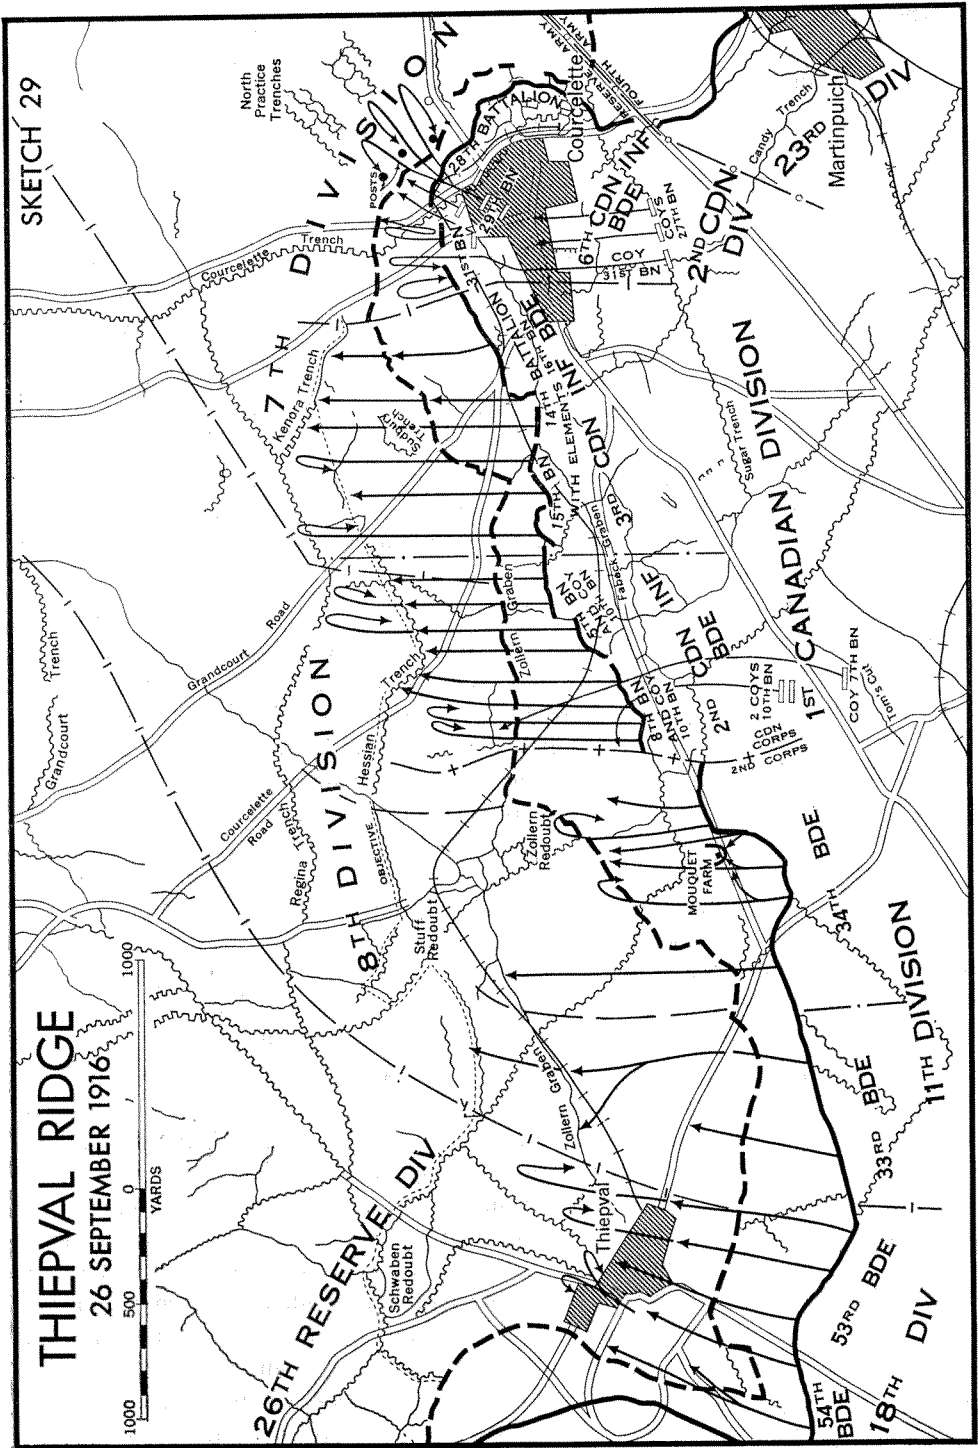 THIEPVAL RIDGE
26 SEPTEMBER 1916
1000
500
0
YARDS
1000
SKETCH 29
North
Practice
Trenches
7TH DIVISION
POSTS
Courcelette
Trench
Kenora Trench
Sudbury
Trench
28TH BATTALION
29TH BN
31ST BN
Courcelette
RESERVE ARMY
FOURTH ARMY
6TH CDN INF
BDE
COYS
27TH BN
COY
31ST BN
2ND CDN
DIV
Candy Trench
23RD
DIV
Martinpuich
14TH BATTALION
WITH ELEMENTS 16TH BN
15TH BN
3RD CDN INF BDE
Fabeck Graben
Sugar Trench
1ST CANADIAN DIVISION
Grandcourt
Trench
Grandcourt Road
Courcelette
Road
Regina Trench
Hessian Trench
8TH DIVISION
OBJECTIVE
Zollern Graben
5TH BN
AND COY
10TH BN
8TH BN
AND COY
10TH BN
2ND CDN INF
BDE
2 COYS
10TH BN
COY 7TH BN
Tom's Cut
CDN
CORPS
2ND CORPS
Stuff
Redoubt
Zollern
Redoubt
MOUQUET
FARM
34TH BDE
11TH DIVISION
33RD BDE
Zollern Graben
Thiepval
26TH RESERVE DIV
Schwaben
Redoubt
53RD BDE
54TH
BDE
18TH DIV